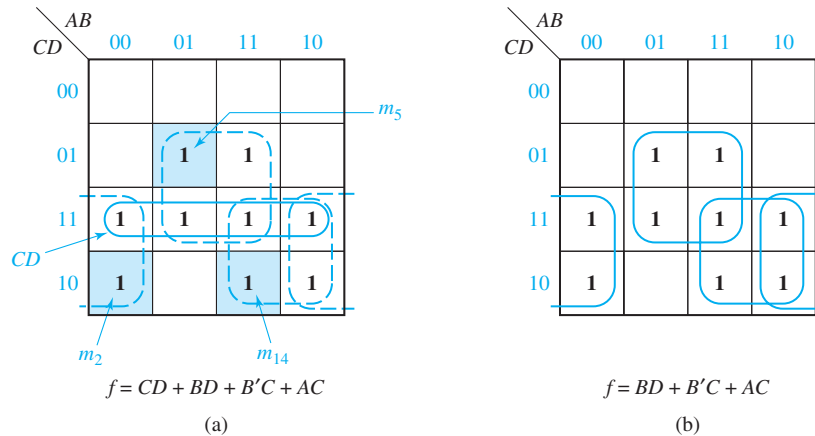 AB
CD 00 01 11 10
00
m5
01 1 1
11 1 1 1 1
CD
10 1 1 1
m2 m14
f = CD + BD + B′C + AC
(a)
AB
CD 00 01 11 10
00
01 1 1
11 1 1 1 1
10 1 1 1
f = BD + B′C + AC
(b)